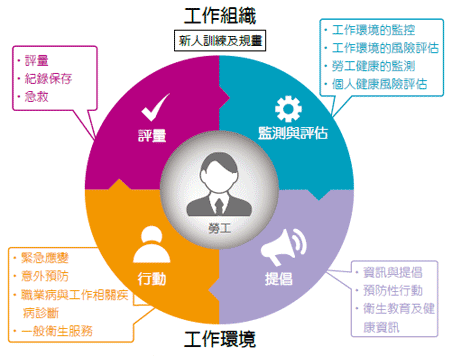 工作組織
新人訓練及規畫
・評量
・紀錄保存
・急救
・工作環境的監控
・工作環境的風險評估
・勞工健康的監測
・個人健康風險評估
評量
監測與評估
勞工
行動
提倡
・緊急應變
・意外預防
・職業病與工作相關疾
病診斷
・一般衛生服務
・資訊與提倡
・預防性行動
・衛生教育及健
康資訊
工作環境